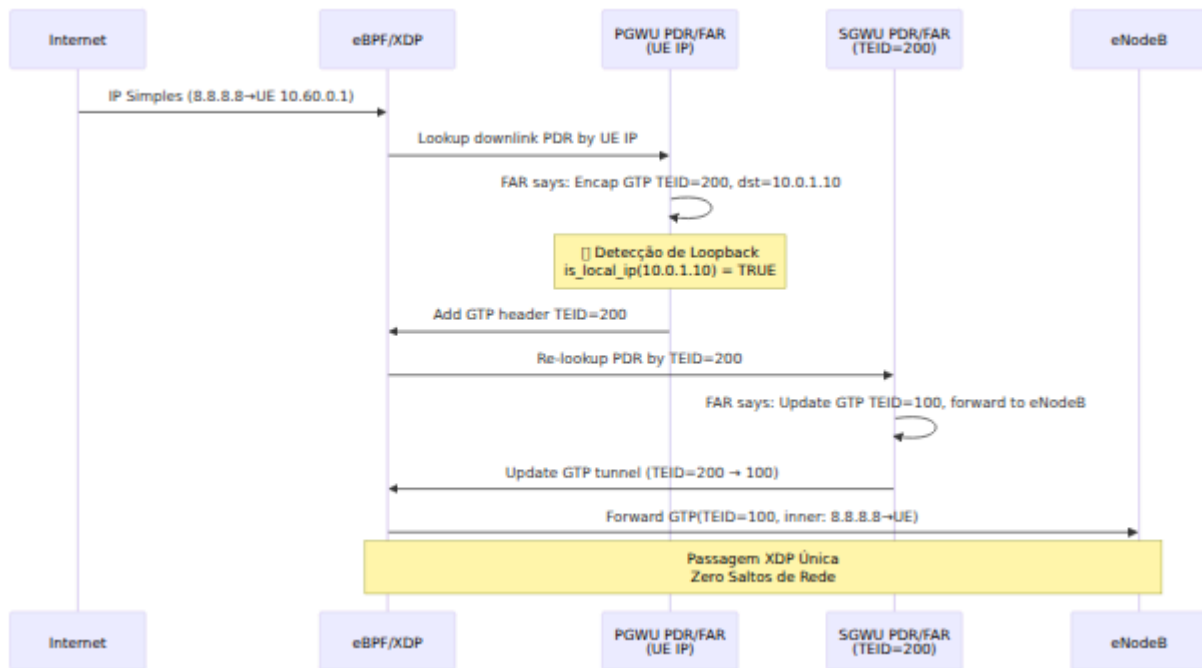 Internet
eBPF/XDP
PGWU PDR/FAR
(UE IP)
SGWU PDR/FAR
(TEID=200)
eNodeB
IP Simples (8.8.8.8→UE 10.60.0.1)
Lookup downlink PDR by UE IP
FAR says: Encap GTP TEID=200, dst=10.0.1.10
Detecção de Loopback
is_local_ip(10.0.1.10) = TRUE
Add GTP header TEID=200
Re-lookup PDR by TEID=200
FAR says: Update GTP TEID=100, forward to eNodeB
Update GTP tunnel (TEID=200 → 100)
Forward GTP(TEID=100, inner: 8.8.8.8→UE)
Passagem XDP Única
Zero Saltos de Rede
Internet
eBPF/XDP
PGWU PDR/FAR
(UE IP)
SGWU PDR/FAR
(TEID=200)
eNodeB